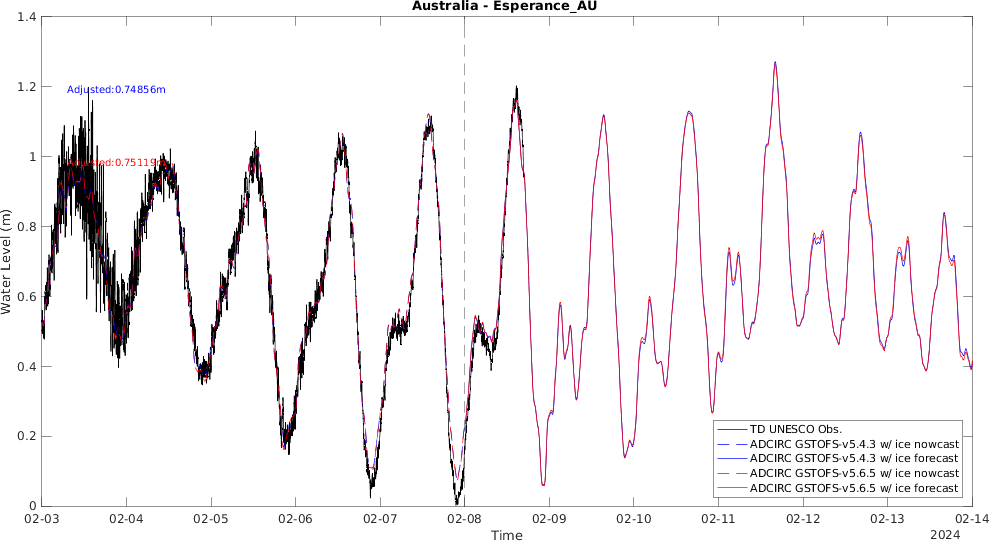 Australia - Esperance_AU
1.4
1.2
1
0.8
0.6
0.4
0.2
0
Water Level (m)
Adjusted:0.74856m
Adjusted:0.75119m
TD UNESCO Obs.
ADCIRC GSTOFS-v5.4.3 w/ ice nowcast
ADCIRC GSTOFS-v5.4.3 w/ ice forecast
ADCIRC GSTOFS-v5.6.5 w/ ice nowcast
ADCIRC GSTOFS-v5.6.5 w/ ice forecast
02-03 02-04 02-05 02-06 02-07 02-08 02-09 02-10 02-11 02-12 02-13 02-14
Time
2024